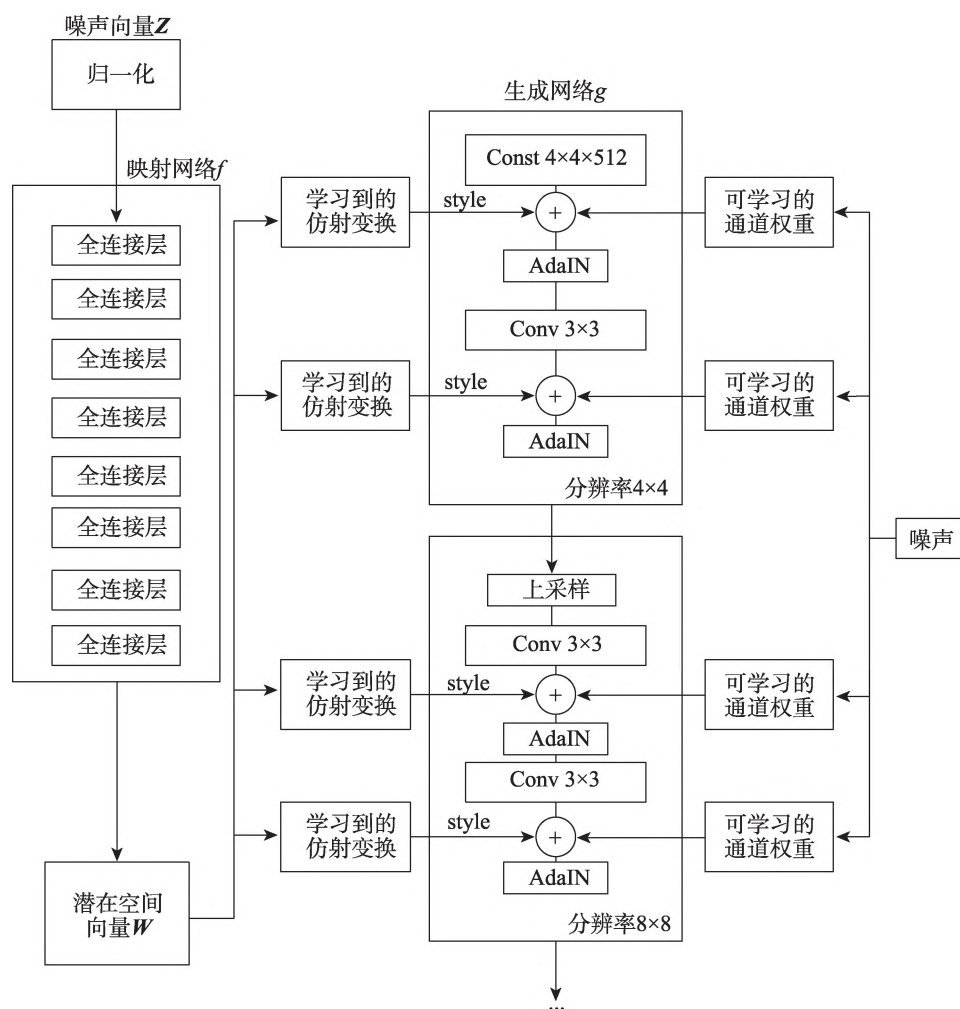 噪声向量Z
归一化
映射网络f
全连接层
全连接层
全连接层
全连接层
全连接层
全连接层
全连接层
全连接层
潜在空间
向量W
学习到的
仿射变换
style
学习到的
仿射变换
style
学习到的
仿射变换
style
学习到的
仿射变换
style
生成网络g
Const 4×4×512
+
AdaIN
Conv 3×3
+
AdaIN
分辨率4×4
上采样
Conv 3×3
+
AdaIN
Conv 3×3
+
AdaIN
分辨率8×8
...
可学习的
通道权重
可学习的
通道权重
可学习的
通道权重
可学习的
通道权重
噪声